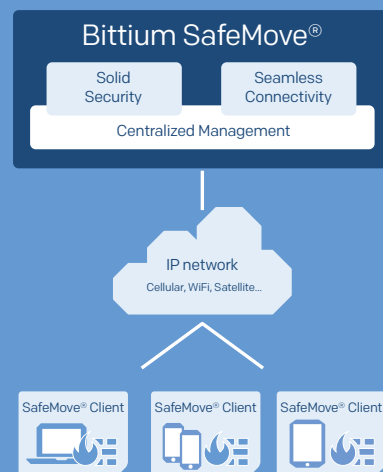 Bittium SafeMove®
Solid
Security
Seamless
Connectivity
Centralized Management
IP network
Cellular, WiFi, Satellite...
SafeMove® Client
SafeMove® Client
SafeMove® Client